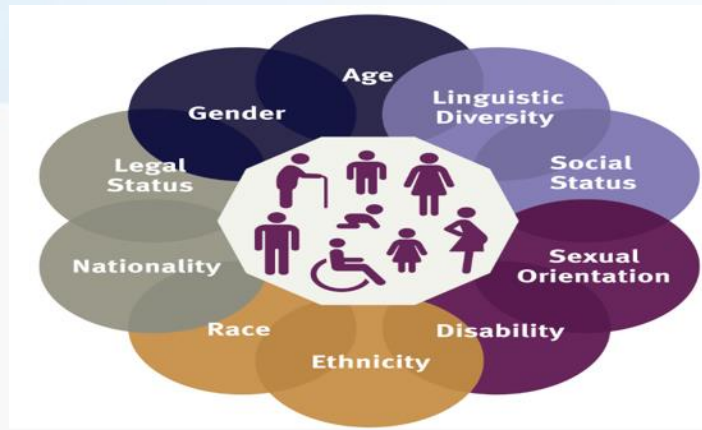 Age
Linguistic
Diversity
Social
Status
Sexual
Orientation
Disability
Ethnicity
Race
Nationality
Legal
Status
Gender